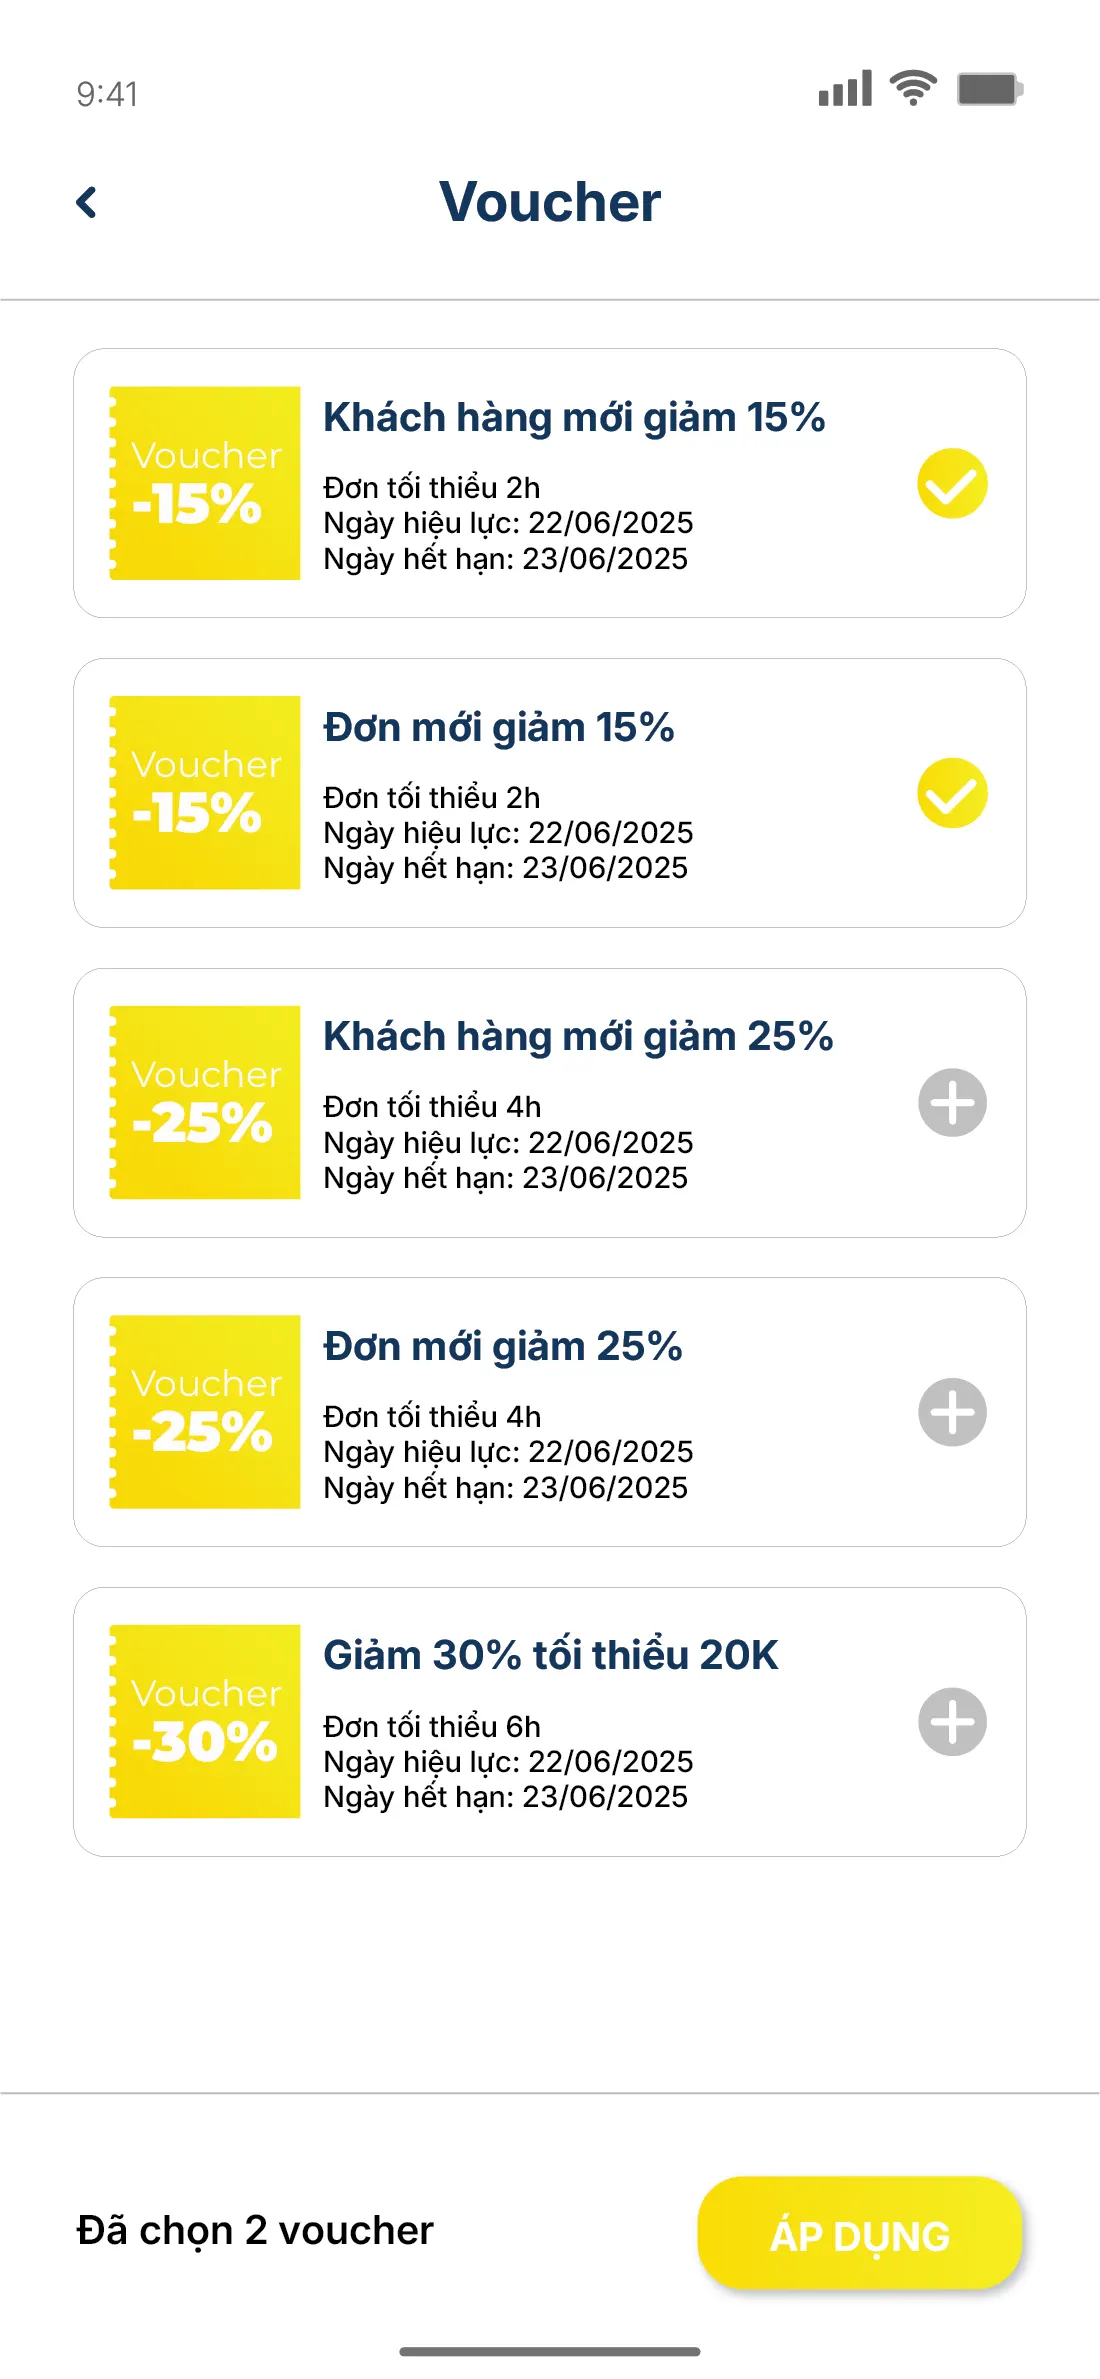 9:41
Voucher
Voucher
-15%
Khách hàng mới giảm 15%
Đơn tối thiểu 2h
Ngày hiệu lực: 22/06/2025
Ngày hết hạn: 23/06/2025
Voucher
-15%
Đơn mới giảm 15%
Đơn tối thiểu 2h
Ngày hiệu lực: 22/06/2025
Ngày hết hạn: 23/06/2025
Voucher
-25%
Khách hàng mới giảm 25%
Đơn tối thiểu 4h
Ngày hiệu lực: 22/06/2025
Ngày hết hạn: 23/06/2025
Voucher
-25%
Đơn mới giảm 25%
Đơn tối thiểu 4h
Ngày hiệu lực: 22/06/2025
Ngày hết hạn: 23/06/2025
Voucher
-30%
Giảm 30% tối thiểu 20K
Đơn tối thiểu 6h
Ngày hiệu lực: 22/06/2025
Ngày hết hạn: 23/06/2025
Đã chọn 2 voucher
ÁP DỤNG